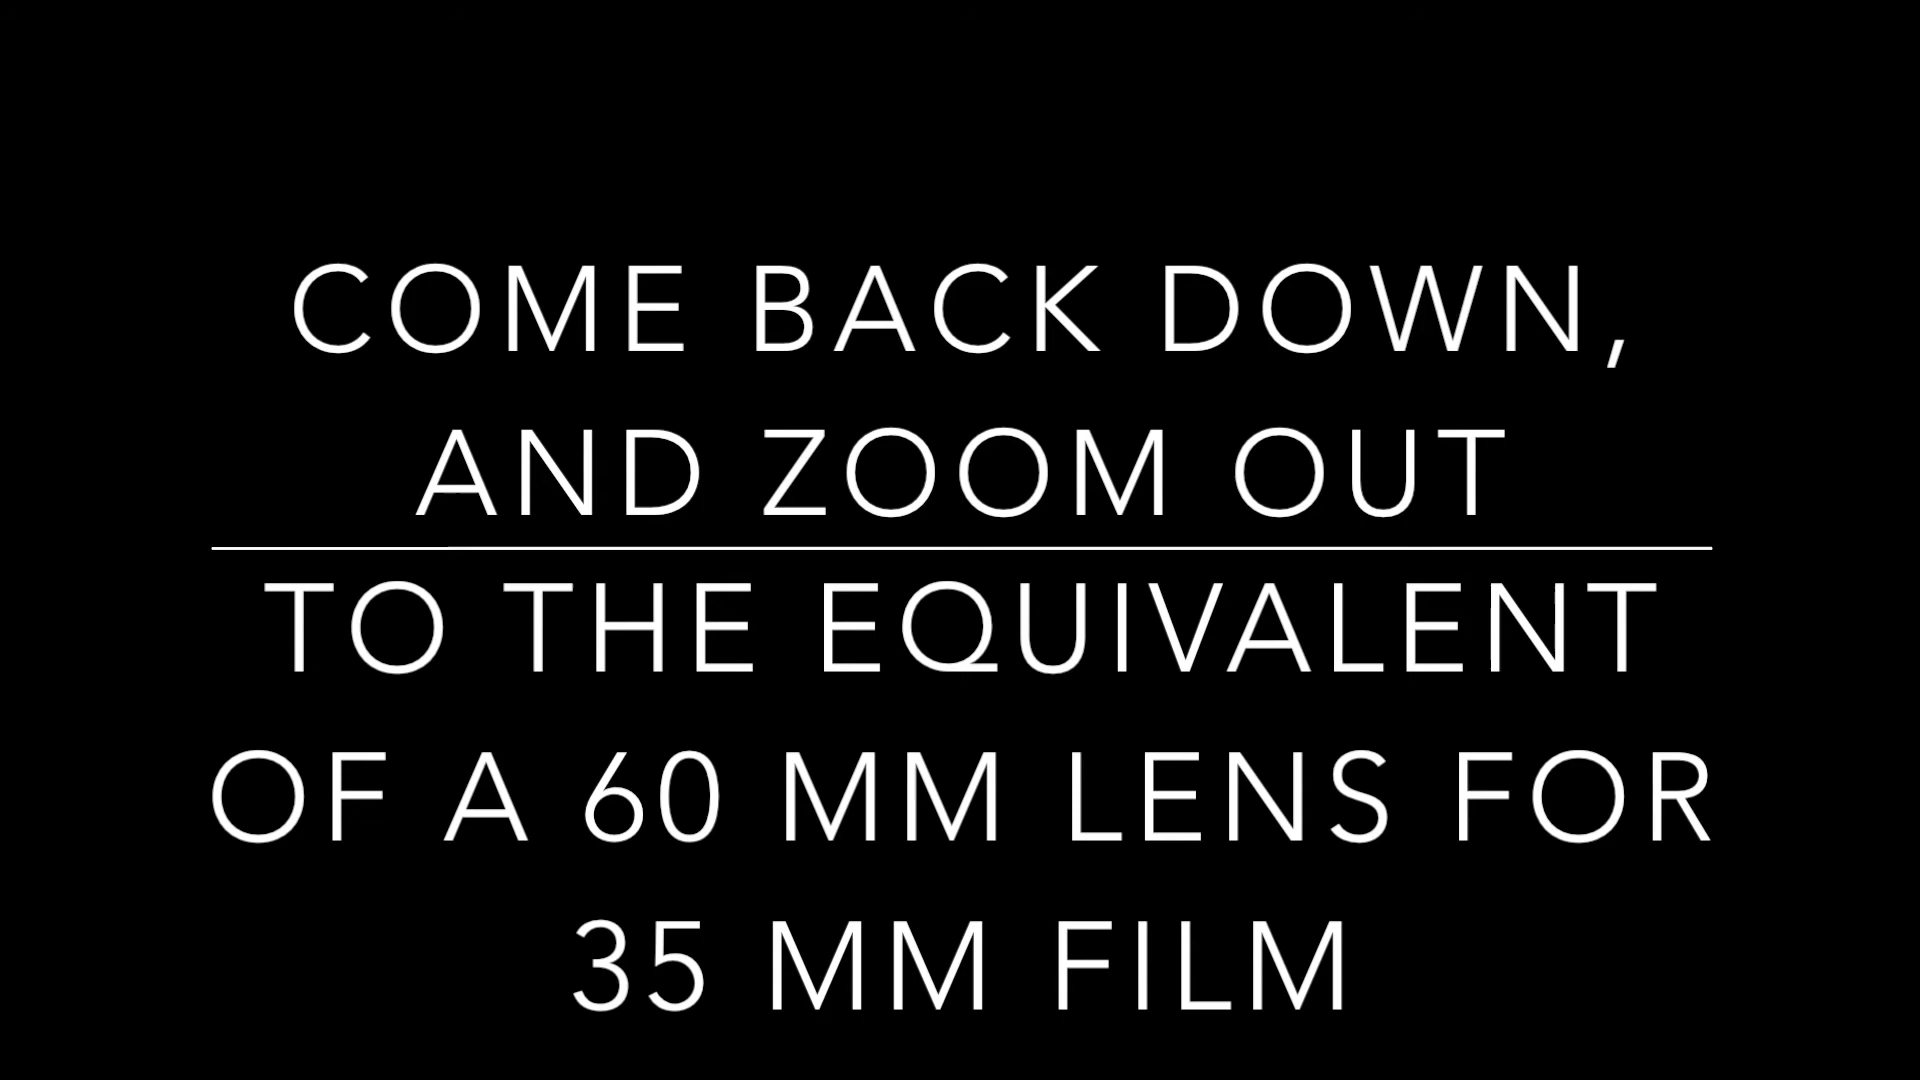 COME BACK DOWN,
AND ZOOM OUT
TO THE EQUIVALENT
OF A 60 MM LENS FOR
35 MM FILM